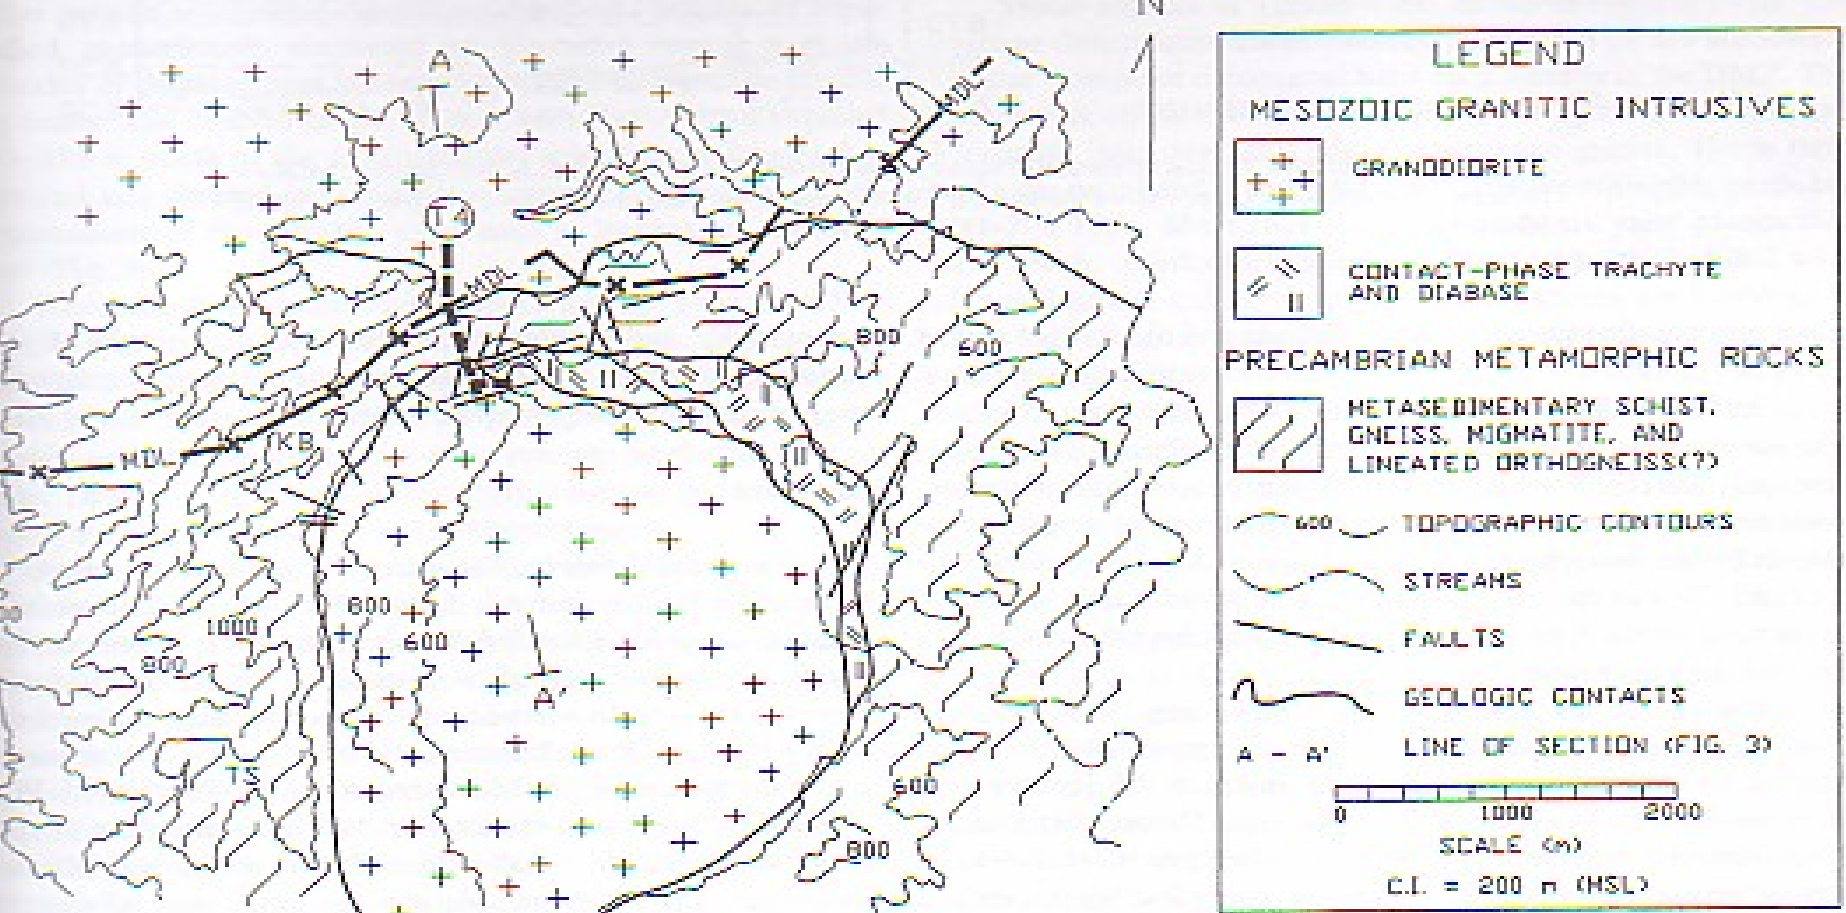 N
A
MDL
T4
MDL
800
600
MDL
KB
800
1000
600
800
A'
TS
600
800
LEGEND
MESOZOIC GRANITIC INTRUSIVES
GRANODIORITE
CONTACT-PHASE TRACHYTE
AND DIABASE
PRECAMBRIAN METAMORPHIC ROCKS
METASEDIMENTARY SCHIST,
GNEISS, MIGMATITE, AND
LINEATED ORTHOGNEISS(?)
600 TOPOGRAPHIC CONTOURS
STREAMS
FAULTS
GEOLOGIC CONTACTS
A - A' LINE OF SECTION (FIG. 3)
0 1000 2000
SCALE (m)
C.I. = 200 m (MSL)